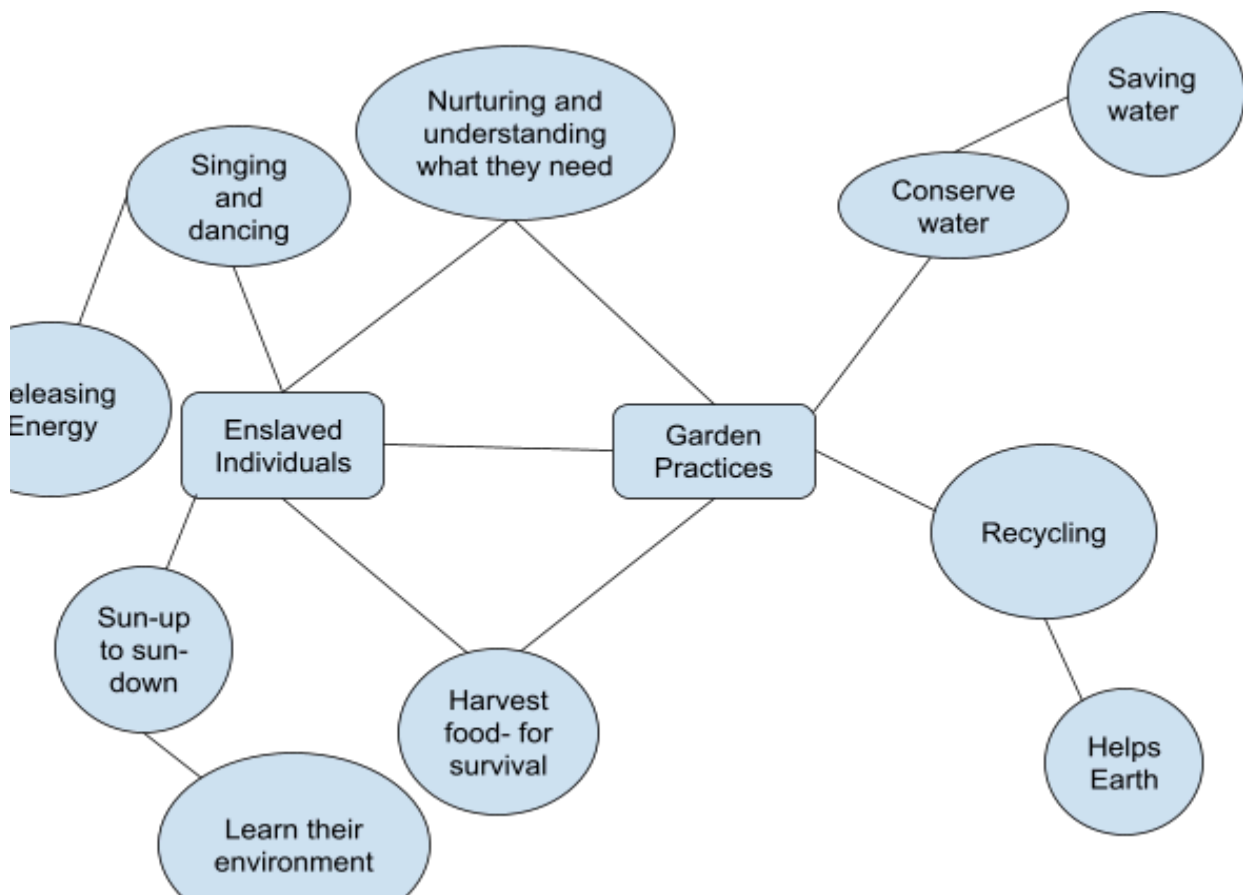 Saving
water
Nurturing and
understanding
what they need
Singing
and
dancing
Conserve
water
eleasing
Energy
Enslaved
Individuals
Garden
Practices
Recycling
Sun-up
to sun-
down
Harvest
food- for
survival
Helps
Earth
Learn their
environment